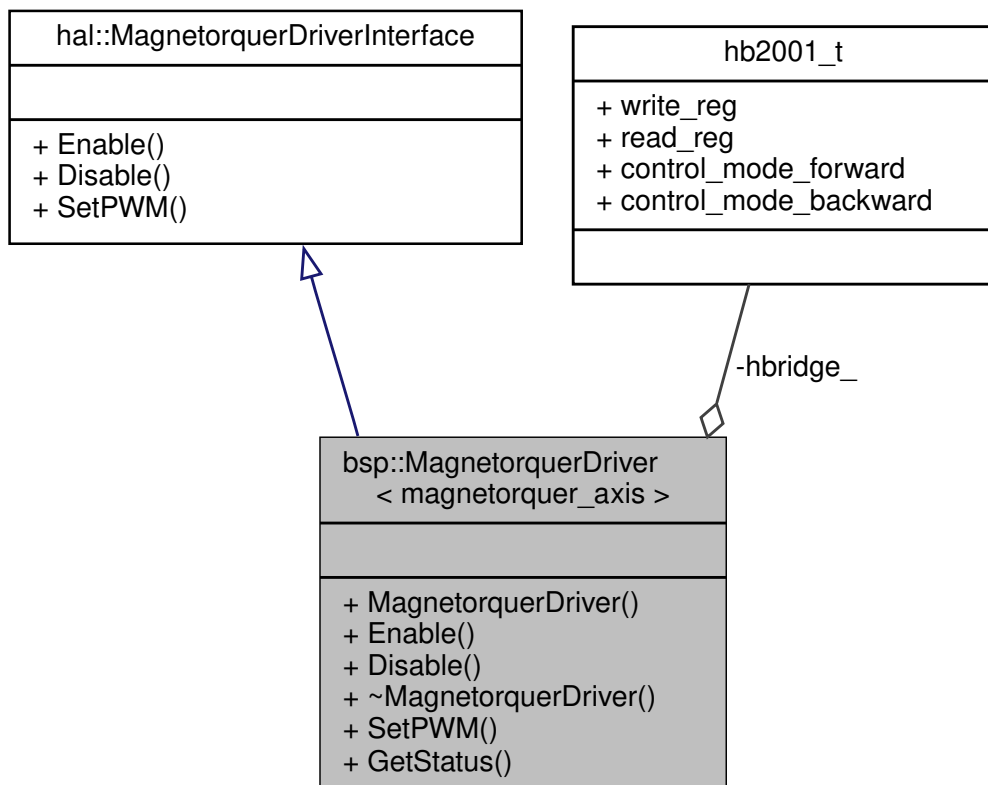 hal::MagnetorquerDriverInterface
+ Enable()
+ Disable()
+ SetPWM()
hb2001_t
+ write_reg
+ read_reg
+ control_mode_forward
+ control_mode_backward
-hbridge_
bsp::MagnetorquerDriver
< magnetorquer_axis >
+ MagnetorquerDriver()
+ Enable()
+ Disable()
+ ~MagnetorquerDriver()
+ SetPWM()
+ GetStatus()